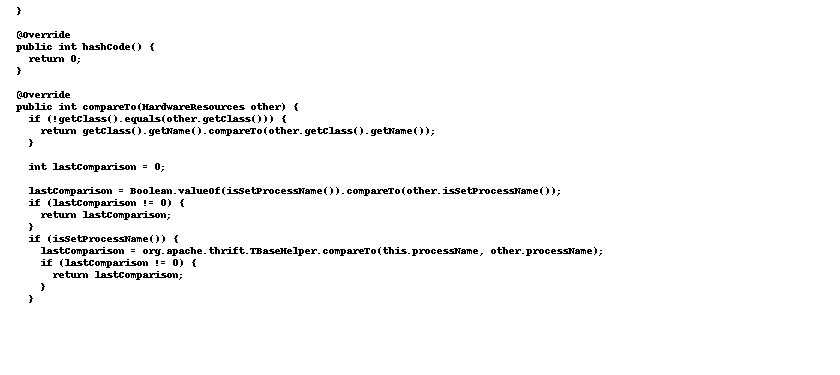 }
@Override
public int hashCode() {
return 0;
}
@Override
public int compareTo(HardwareResources other) {
if (!getClass().equals(other.getClass())) {
return getClass().getName().compareTo(other.getClass().getName());
}
int lastComparison = 0;
lastComparison = Boolean.valueOf(isSetProcessName()).compareTo(other.isSetProcessName());
if (lastComparison != 0) {
return lastComparison;
}
if (isSetProcessName()) {
lastComparison = org.apache.thrift.TBaseHelper.compareTo(this.processName, other.processName);
if (lastComparison != 0) {
return lastComparison;
}
}